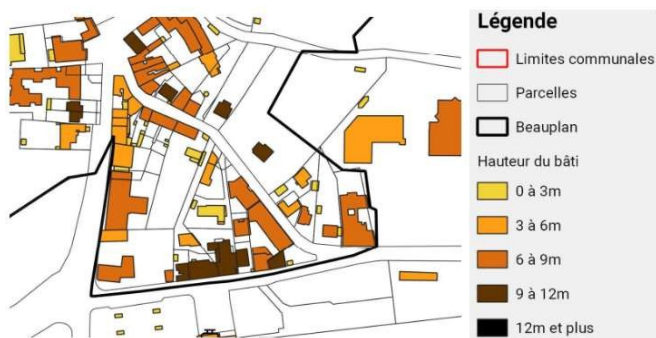 Légende
Limites communales
Parcelles
Beauplan
Hauteur du bâti
0 à 3m
3 à 6m
6 à 9m
9 à 12m
12m et plus